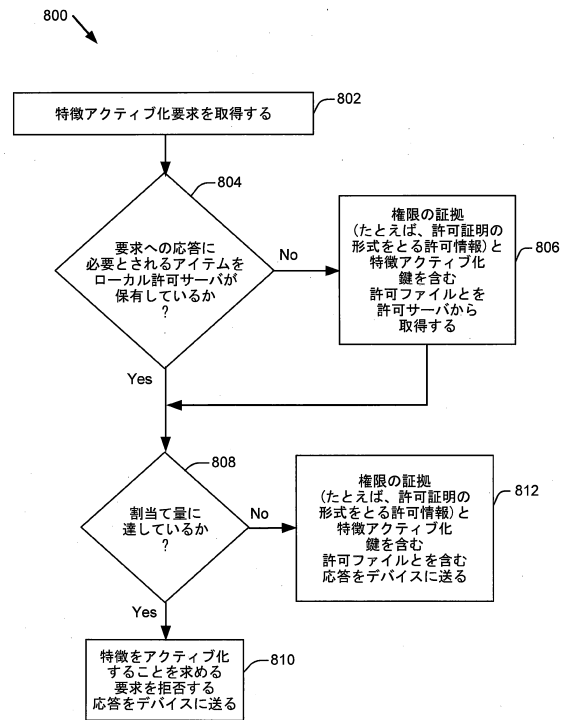 800
特徴アクティブ化要求を取得する
802
804
要求への応答に
必要とされるアイテムを
ローカル許可サーバが
保有しているか
?
No
権限の証拠
(たとえば、許可証明の
形式をとる許可情報)と
特徴アクティブ化
鍵を含む
許可ファイルとを
許可サーバから
取得する
806
Yes
808
割当て量に
達しているか
?
No
権限の証拠
(たとえば、許可証明の
形式をとる許可情報)と
特徴アクティブ化
鍵を含む
許可ファイルとを含む
応答をデバイスに送る
812
Yes
特徴をアクティブ化
することを求める
要求を拒否する
応答をデバイスに送る
810